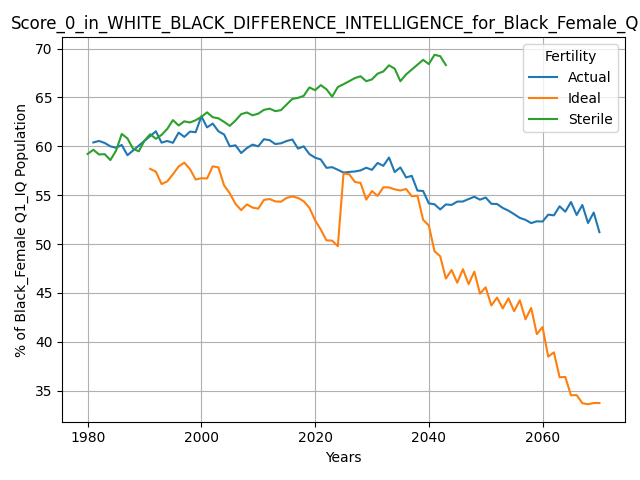 Score_0_in_WHITE_BLACK_DIFFERENCE_INTELLIGENCE_for_Black_Female_Q
70
65
60
55
50
45
40
35
% of Black_Female Q1_IQ Population
1980
2000
2020
2040
2060
Years
Fertility
Actual
Ideal
Sterile